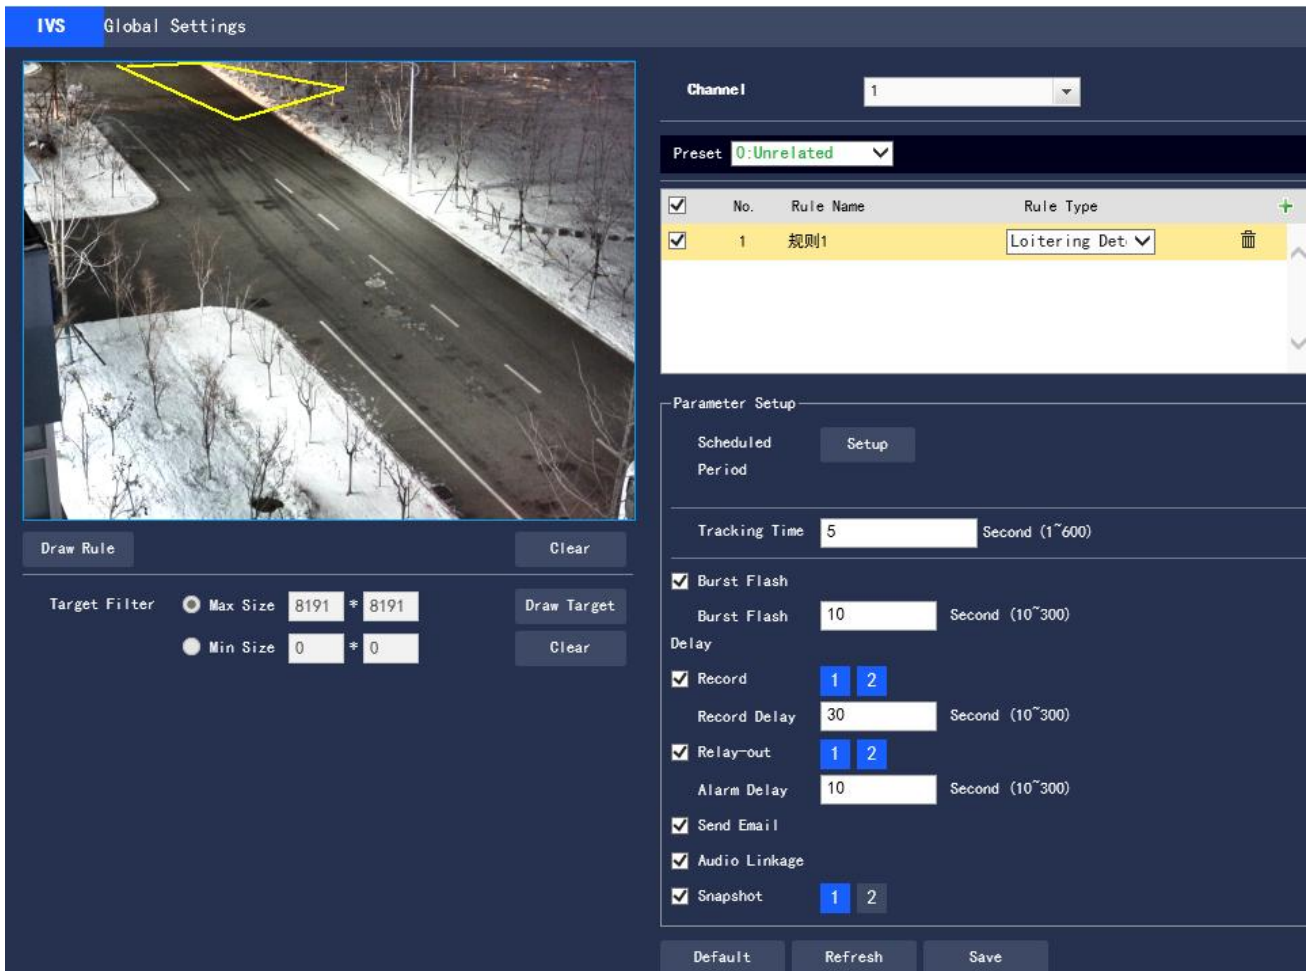 IVS Global Settings
Channel 1
Preset 0:Unrelated
No. Rule Name Rule Type
1 规则1 Loitering Det
Parameter Setup
Scheduled Setup
Period
Tracking Time 5 Second (1~600)
Draw Rule Clear
Burst Flash
Target Filter Max Size 8191 * 8191 Draw Target
Burst Flash 10 Second (10~300)
Delay
Min Size 0 * 0 Clear
Record 1 2
Record Delay 30 Second (10~300)
Relay-out 1 2
Alarm Delay 10 Second (10~300)
Send Email
Audio Linkage
Snapshot 1 2
Default Refresh Save